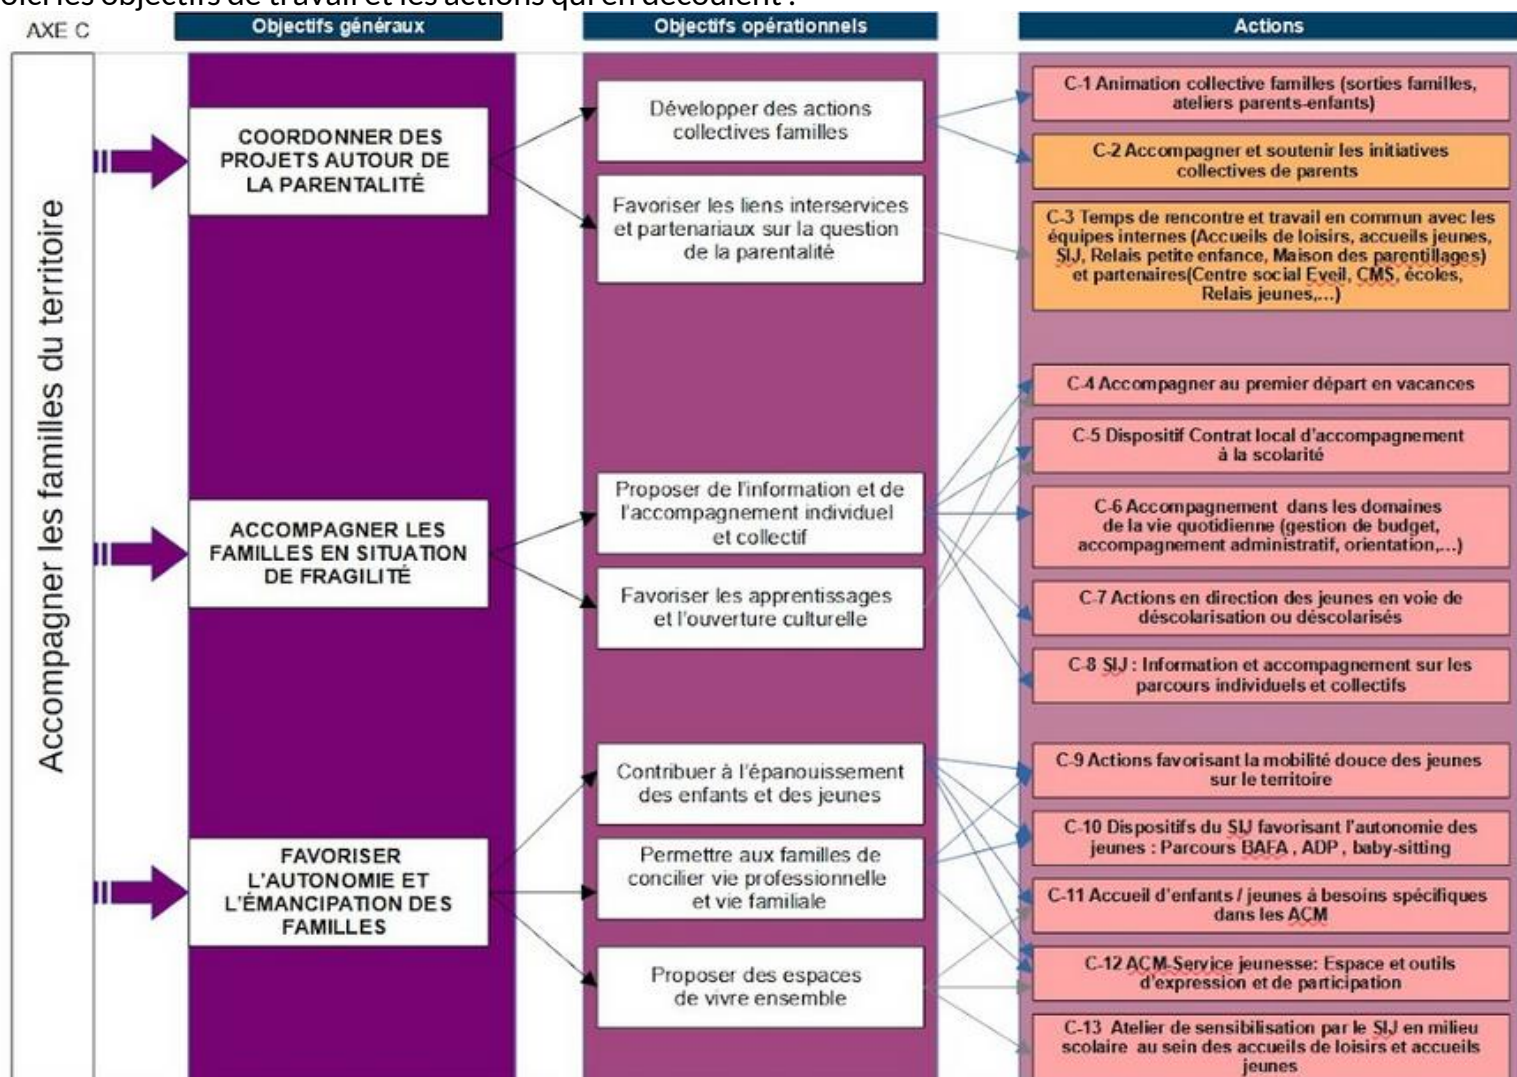 voici les objectifs de travail et les actions qui en découlent :
AXE C
Objectifs généraux
Objectifs opérationnels
Actions
Accompagner les familles du territoire
COORDONNER DES
PROJETS AUTOUR DE
LA PARENTALITÉ
Développer des actions
collectives familles
Favoriser les liens interservices
et partenariaux sur la question
de la parentalité
C-1 Animation collective familles (sorties familles,
ateliers parents-enfants)
C-2 Accompagner et soutenir les initiatives
collectives de parents
C-3 Temps de rencontre et travail en commun avec les
équipes internes (Accueils de loisirs, accueils jeunes,
SIJ, Relais petite enfance, Maison des parentillages)
et partenaires(Centre social Eveil, CMS, écoles,
Relais jeunes,...)
ACCOMPAGNER LES
FAMILLES EN SITUATION
DE FRAGILITÉ
Proposer de l'information et de
l'accompagnement individuel
et collectif
Favoriser les apprentissages
et l'ouverture culturelle
C-4 Accompagner au premier départ en vacances
C-5 Dispositif Contrat local d'accompagnement
à la scolarité
C-6 Accompagnement dans les domaines
de la vie quotidienne (gestion de budget,
accompagnement administratif, orientation,...)
C-7 Actions en direction des jeunes en voie de
déscolarisation ou déscolarisés
C-8 SIJ : Information et accompagnement sur les
parcours individuels et collectifs
FAVORISER
L'AUTONOMIE ET
L'ÉMANCIPATION DES
FAMILLES
Contribuer à l'épanouissement
des enfants et des jeunes
Permettre aux familles de
concilier vie professionnelle
et vie familiale
Proposer des espaces
de vivre ensemble
C-9 Actions favorisant la mobilité douce des jeunes
sur le territoire
C-10 Dispositifs du SIJ favorisant l'autonomie des
jeunes : Parcours BAFA , ADP , baby-sitting
C-11 Accueil d'enfants / jeunes à besoins spécifiques
dans les ACM
C-12 ACM-Service jeunesse: Espace et outils
d'expression et de participation
C-13 Atelier de sensibilisation par le SIJ en milieu
scolaire au sein des accueils de loisirs et accueils
jeunes